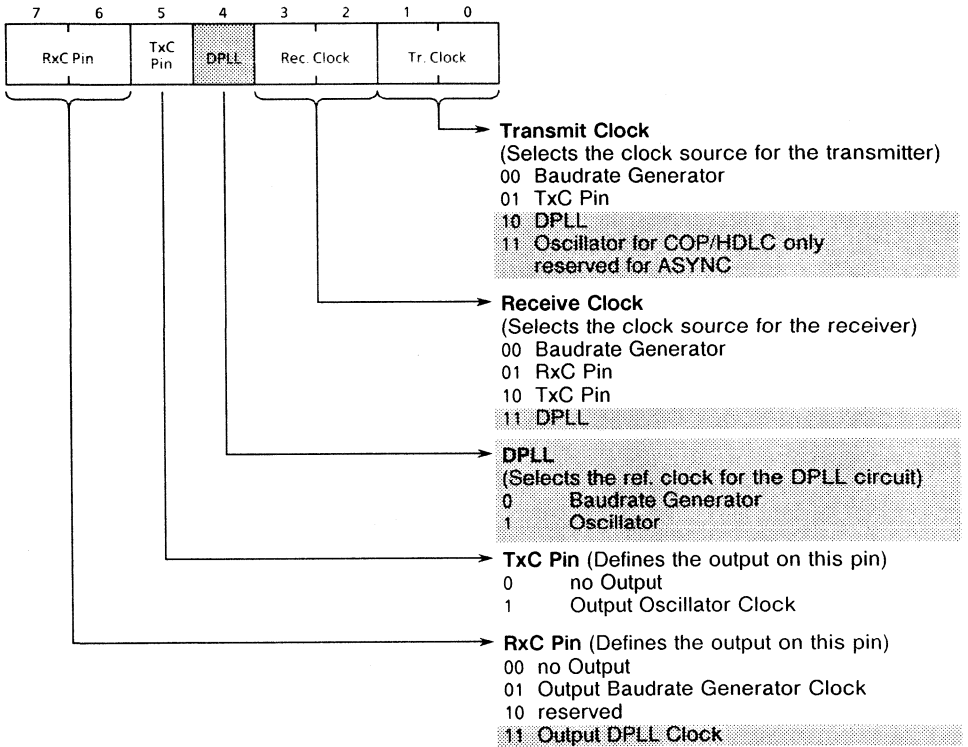 7 6 5 4 3 2 1 0
RxC Pin TxC Pin DPLL Rec. Clock Tr. Clock
Transmit Clock
(Selects the clock source for the transmitter)
00 Baudrate Generator
01 TxC Pin
10 DPLL
11 Oscillator for COP/HDLC only
reserved for ASYNC
Receive Clock
(Selects the clock source for the receiver)
00 Baudrate Generator
01 RxC Pin
10 TxC Pin
11 DPLL
DPLL
(Selects the ref. clock for the DPLL circuit)
0 Baudrate Generator
1 Oscillator
TxC Pin (Defines the output on this pin)
0 no Output
1 Output Oscillator Clock
RxC Pin (Defines the output on this pin)
00 no Output
01 Output Baudrate Generator Clock
10 reserved
11 Output DPLL Clock